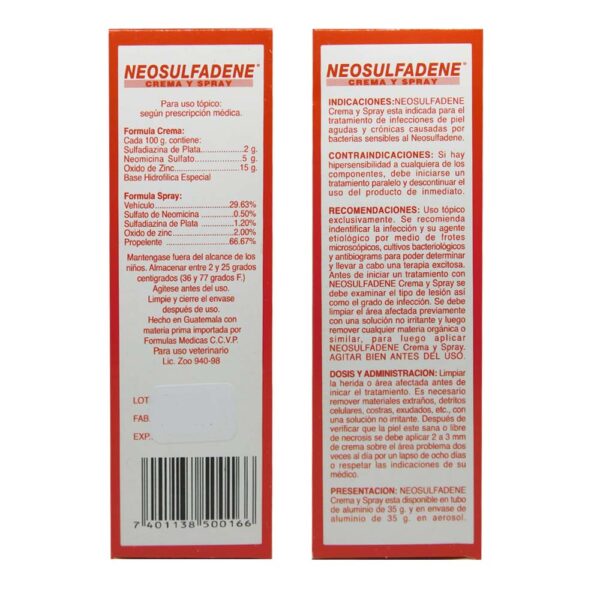 NEOSULFADENE®
CREMA Y SPRAY
Para uso tópico:
según prescripción médica.
Formula Crema:
Cada 100 g. contiene:
Sulfadiazina de Plata..................2 g.
Neomicina Sulfato......................5 g.
Oxido de Zinc.............................15 g.
Base Hidrofílica Especial
Formula Spray:
Vehículo.................................29.63%
Sulfato de Neomicina............0.50%
Sulfadiazina de Plata ............1.20%
Oxido de zinc.........................2.00%
Propelente ...........................66.67%
Mantengase fuera del alcance de los
niños. Almacenar entre 2 y 25 grados
centigrados (36 y 77 grados F.)
Agitese antes del uso.
Limpie y cierre el envase
después de uso.
Hecho en Guatemala con
materia prima importada por
Formulas Medicas C.C.V.P.
Para uso veterinario
Lic. Zoo 940-98
LOT
FAB.
EXP.
7 401138 500166
NEOSULFADENE®
CREMA Y SPRAY
INDICACIONES:NEOSULFADENE
Crema y Spray esta indicada para el
tratamiento de infecciones de piel
agudas y crónicas causadas por
bacterias sensibles al Neosulfadene.
CONTRAINDICACIONES: Si hay
hipersensibilidad a cualquiera de los
componentes, debe iniciarse un
tratamiento paralelo y descontinuar el
uso del producto de inmediato.
RECOMENDACIONES: Uso tópico
exclusivamente. Se recomienda
indentificar la infección y su agente
etiológico por medio de frotes
microscópicos, cultivos bacteriológicos
y antibiograms para poder determinar
y llevar a cabo una terapia excitosa.
Antes de iniciar un tratamiento con
NEOSULFADENE Crema y Spray se
debe examinar el tipo de lesión así
como el grado de infección. Se debe
limpiar el área afectada previamente
con una solución no irritante y luego
remover cualquier materia orgánica o
similar, para luego aplicar
NEOSULFADENE Crema y Spray.
AGITAR BIEN ANTES DEL USO.
DOSIS Y ADMINISTRACION: Limpiar
la herida o área afectada antes de
inicar el tratamiento. Es necesario
remover materiales extraños, detritos
celulares, costras, exudados, etc., con
una solución no irritante. Después de
verificar que la piel este sana o libre
de necrosis se debe aplicar 2 a 3 mm
de crema sobre el área problema dos
veces al día por un lapso de ocho días
o respetar las indicaciones de su
médico.
PRESENTACION: NEOSULFADENE
Crema y Spray esta disponible en tubo
de aluminio de 35 g. y en envase de
aluminio de 35 g. en aerosol.